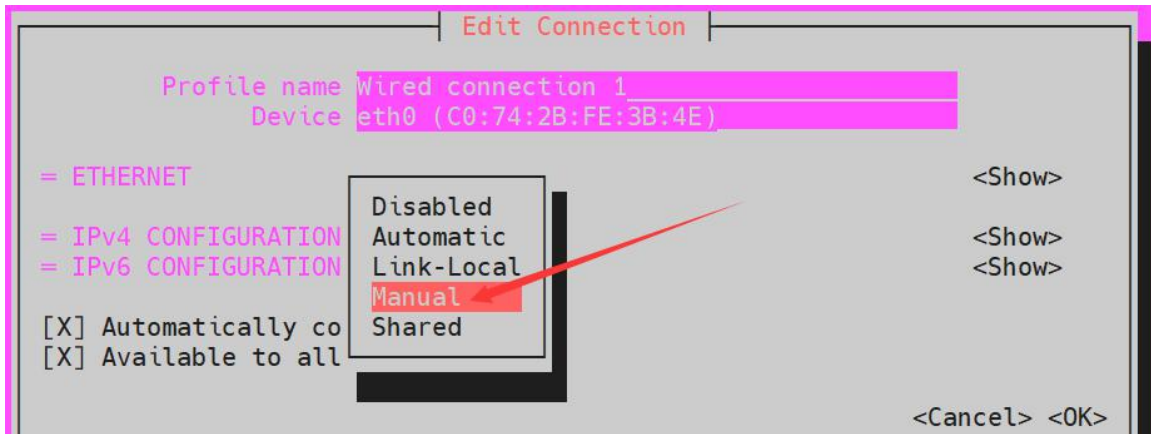 Edit Connection
Profile name Wired connection 1
Device eth0 (C0:74:2B:FE:3B:4E)
= ETHERNET <Show>
Disabled
= IPv4 CONFIGURATION Automatic <Show>
= IPv6 CONFIGURATION Link-Local <Show>
Manual
[X] Automatically co Shared
[X] Available to all
<Cancel> <OK>